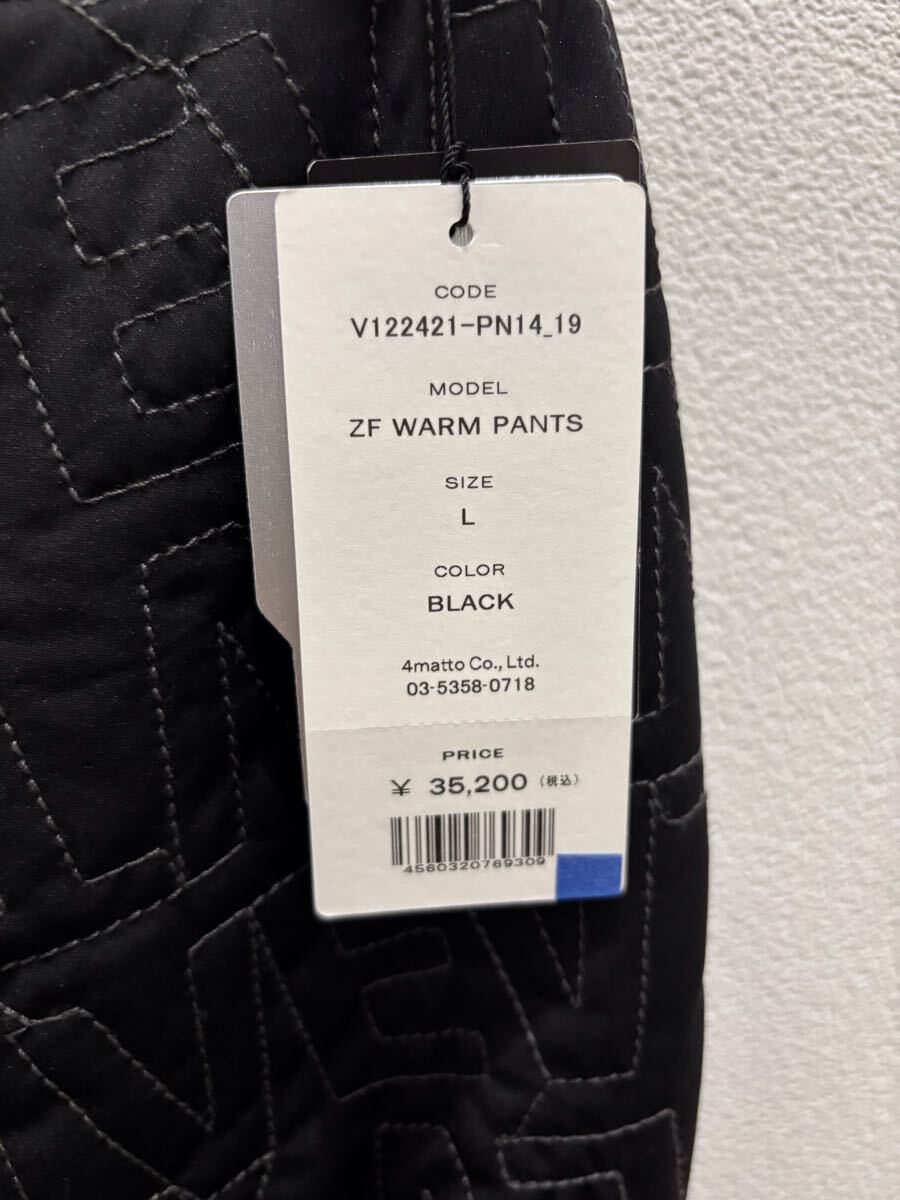 CODE
V122421-PN14_19
MODEL
ZF WARM PANTS
SIZE
L
COLOR
BLACK
4matto Co., Ltd.
03-5358-0718
PRICE
¥ 35,200 (税込)
4560320769309